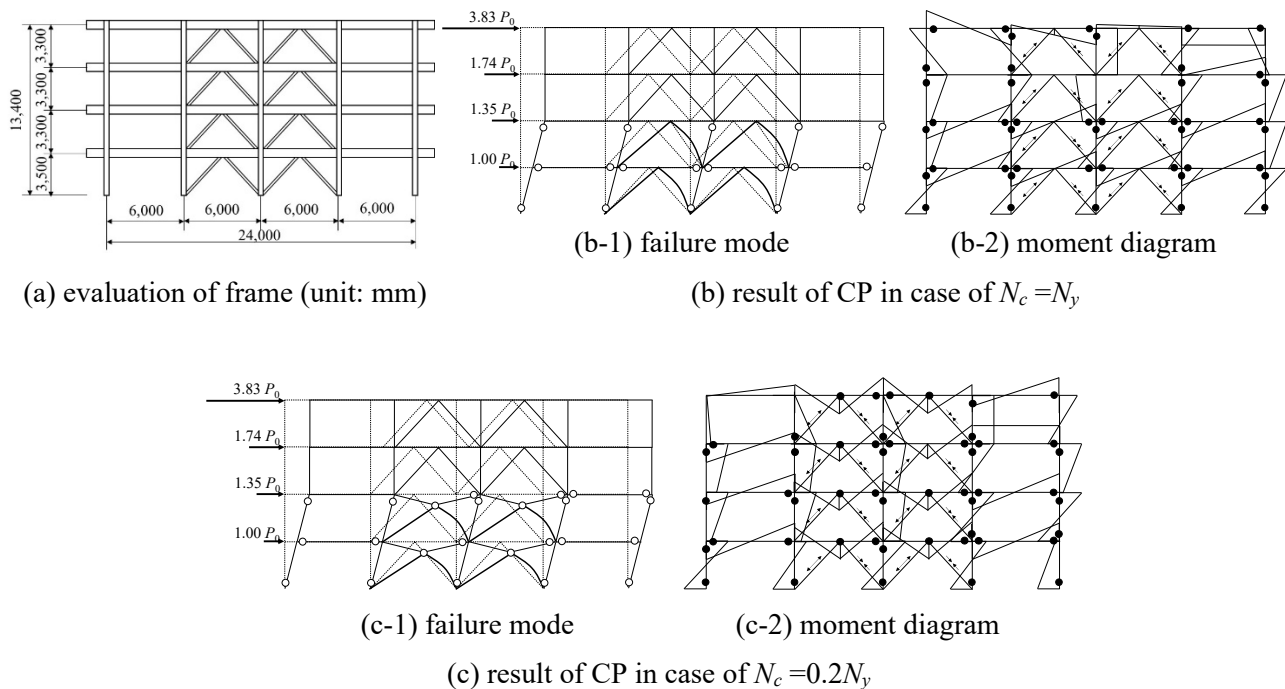 3,300
3,300
3,300
3,500
13,400
6,000 6,000 6,000 6,000
24,000
(a) evaluation of frame (unit: mm)
3.83 P0
1.74 P0
1.35 P0
1.00 P0
(b-1) failure mode
(b-2) moment diagram
(b) result of CP in case of Nc =Ny
3.83 P0
1.74 P0
1.35 P0
1.00 P0
(c-1) failure mode
(c-2) moment diagram
(c) result of CP in case of Nc =0.2Ny